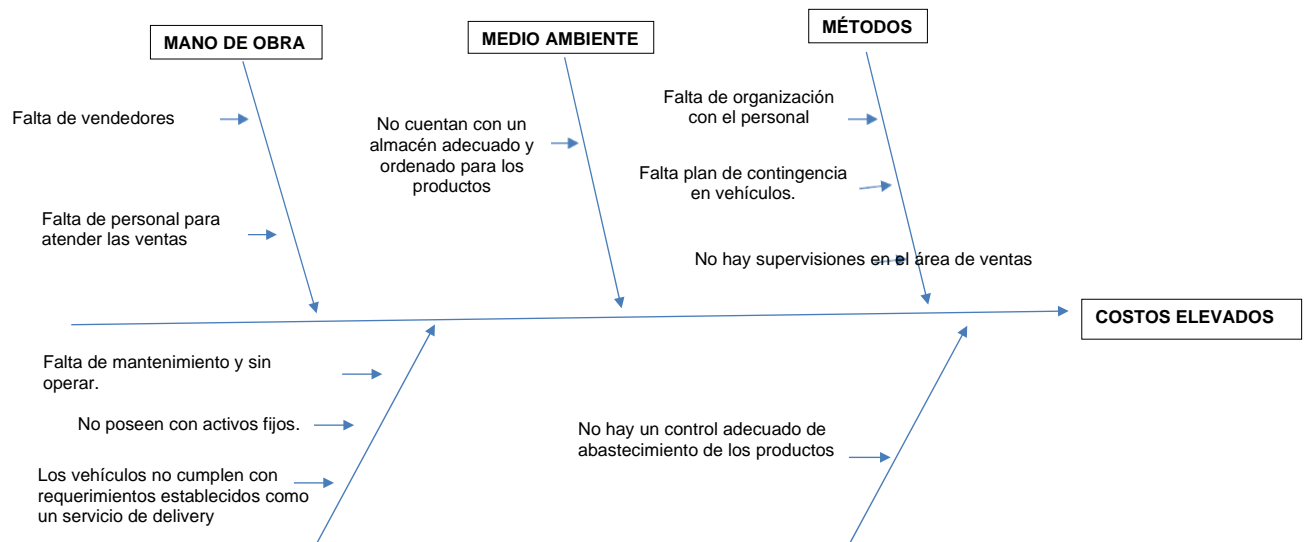 MANO DE OBRA
MEDIO AMBIENTE
MÉTODOS
Falta de vendedores
Falta de personal para
atender las ventas
No cuentan con un
almacén adecuado y
ordenado para los
productos
Falta de organización
con el personal
Falta plan de contingencia
en vehículos.
No hay supervisiones en el área de ventas
COSTOS ELEVADOS
Falta de mantenimiento y sin
operar.
No poseen con activos fijos.
Los vehículos no cumplen con
requerimientos establecidos como
un servicio de delivery
No hay un control adecuado de
abastecimiento de los productos